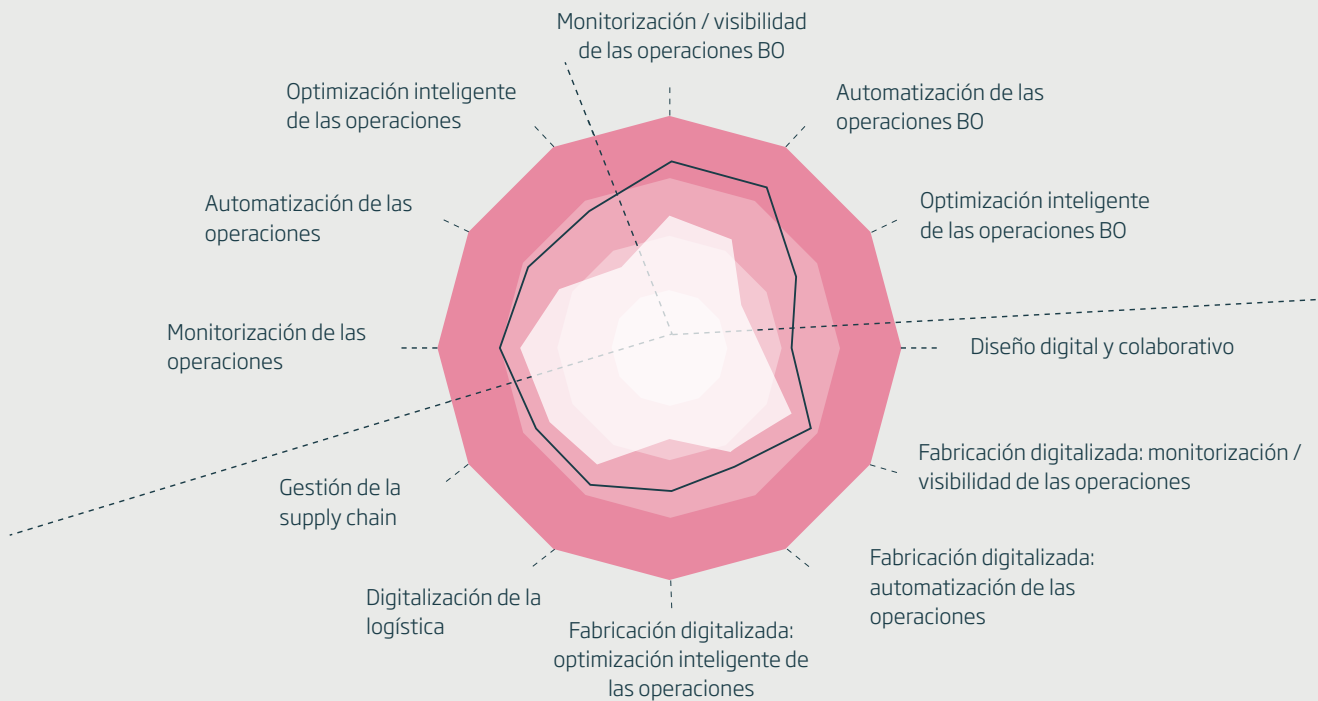 Monitorización / visibilidad
de las operaciones BO
Optimización inteligente
de las operaciones
Automatización de las
operaciones BO
Automatización de las
operaciones
Optimización inteligente
de las operaciones BO
Monitorización de las
operaciones
Diseño digital y colaborativo
Fabricación digitalizada: monitorización /
visibilidad de las operaciones
Gestión de la
supply chain
Fabricación digitalizada:
automatización de las
operaciones
Digitalización de la
logística
Fabricación digitalizada:
optimización inteligente de
las operaciones